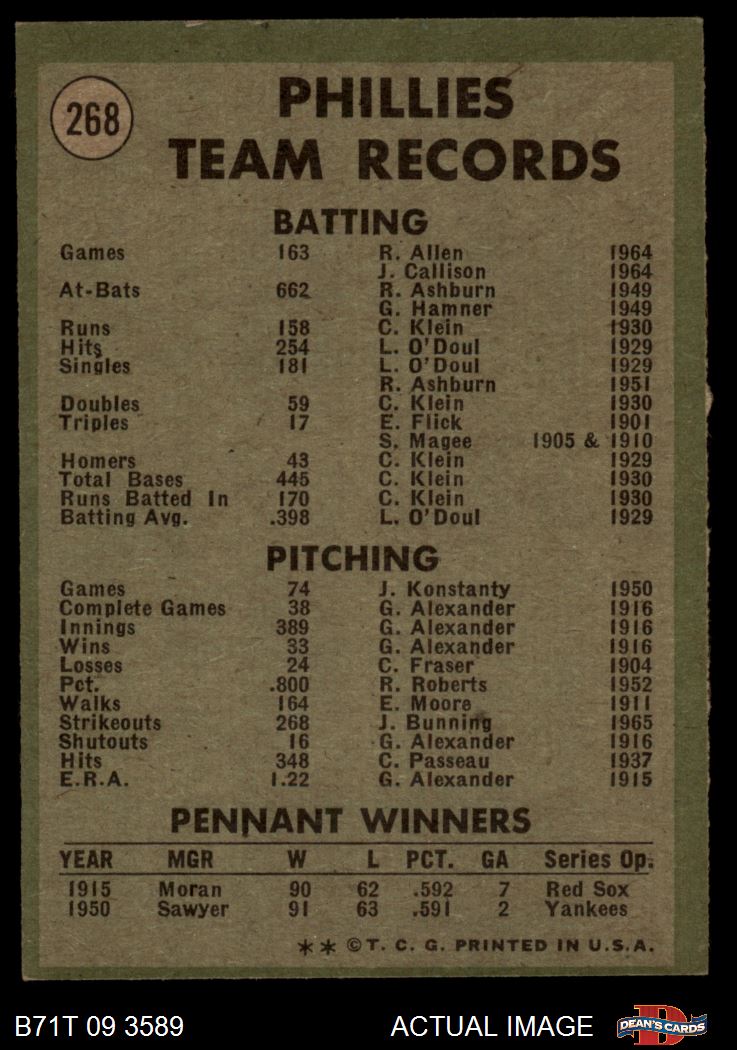 268
PHILLIES
TEAM RECORDS
BATTING
Games 163 R. Allen 1964
J. Callison 1964
At-Bats 662 R. Ashburn 1949
G. Hamner 1949
Runs 158 C. Klein 1930
Hits 254 L. O'Doul 1929
Singles 181 L. O'Doul 1929
R. Ashburn 1951
Doubles 59 C. Klein 1930
Triples 17 E. Flick 1901
S. Magee 1905 & 1910
Homers 43 C. Klein 1929
Total Bases 445 C. Klein 1930
Runs Batted In 170 C. Klein 1930
Batting Avg. .398 L. O'Doul 1929
PITCHING
Games 74 J. Konstanty 1950
Complete Games 38 G. Alexander 1916
Innings 389 G. Alexander 1916
Wins 33 G. Alexander 1916
Losses 24 C. Fraser 1904
Pct. .800 R. Roberts 1952
Walks 164 E. Moore 1911
Strikeouts 268 J. Bunning 1965
Shutouts 16 G. Alexander 1916
Hits 348 C. Passeau 1937
E.R.A. 1.22 G. Alexander 1915
PENNANT WINNERS
YEAR MGR W L PCT. GA Series Op.
1915 Moran 90 62 .592 7 Red Sox
1950 Sawyer 91 63 .591 2 Yankees
** © T. C. G. PRINTED IN U.S.A.
B71T 09 3589 ACTUAL IMAGE D DEAN'S CARDS